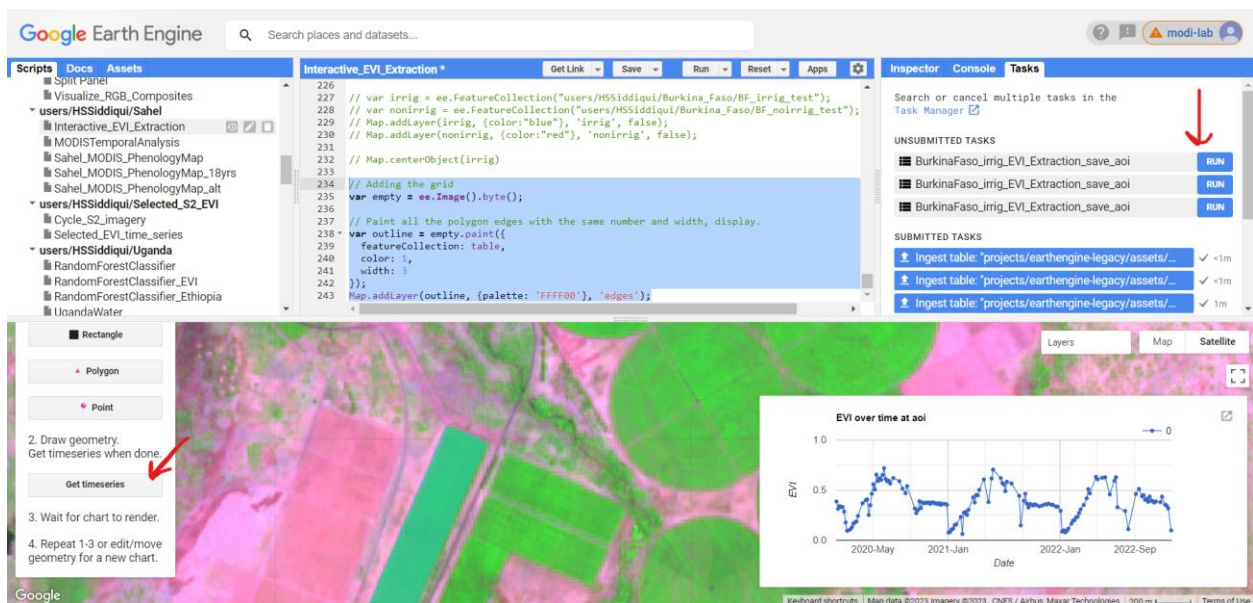 Google Earth Engine
Search places and datasets...
modi-lab
Scripts Docs Assets
Split Panel
Visualize_RGB_Composites
users/HSSiddiqui/Sahel
Interactive_EVI_Extraction
MODISTemporalAnalysis
Sahel_MODIS_PhenologyMap
Sahel_MODIS_PhenologyMap_18yrs
Sahel_MODIS_PhenologyMap_alt
users/HSSiddiqui/Selected_S2_EVI
Cycle_S2_imagery
Selected_EVI_time_series
users/HSSiddiqui/Uganda
RandomForestClassifier
RandomForestClassifier_EVI
RandomForestClassifier_Ethiopia
UgandaWater
Interactive_EVI_Extraction *
Get Link Save Run Reset Apps
226
227 // var irrig = ee.FeatureCollection("users/HSSiddiqui/Burkina_Faso/BF_irrig_test");
228 // var nonirrig = ee.FeatureCollection("users/HSSiddiqui/Burkina_Faso/BF_noirrig_test");
229 // Map.addLayer(irrig, {color:"blue"}, 'irrig', false);
230 // Map.addLayer(nonirrig, {color:"red"}, 'nonirrig', false);
231
232 // Map.centerObject(irrig)
233
234 // Adding the grid
235 var empty = ee.Image().byte();
236
237 // Paint all the polygon edges with the same number and width, display.
238 var outline = empty.paint({
239 featureCollection: table,
240 color: 1,
241 width: 3
242 });
243 Map.addLayer(outline, {palette: 'FFFF00'}, 'edges');
Inspector Console Tasks
Search or cancel multiple tasks in the
Task Manager
UNSUBMITTED TASKS
BurkinaFaso_irrig_EVI_Extraction_save_aoi RUN
BurkinaFaso_irrig_EVI_Extraction_save_aoi RUN
BurkinaFaso_irrig_EVI_Extraction_save_aoi RUN
SUBMITTED TASKS
Ingest table: "projects/earthengine-legacy/assets/... ✓ <1m
Ingest table: "projects/earthengine-legacy/assets/... ✓ <1m
Ingest table: "projects/earthengine-legacy/assets/... ✓ 1m
Rectangle
Polygon
Point
2. Draw geometry.
Get timeseries when done.
Get timeseries
3. Wait for chart to render.
4. Repeat 1-3 or edit/move
geometry for a new chart.
Google
Layers Map Satellite
EVI over time at aoi
0
1.0
0.5
0.0
EVI
2020-May 2021-Jan 2022-Jan 2022-Sep
Date
Keyboard shortcuts Map data ©2023 Imagery ©2023, CNES / Airbus, Maxar Technologies 200 m Terms of Use